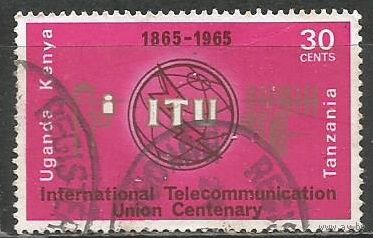 1865-1965
30
CENTS
Uganda Kenya
Tanzania
i ITU
International Telecommunication
Union Centenary